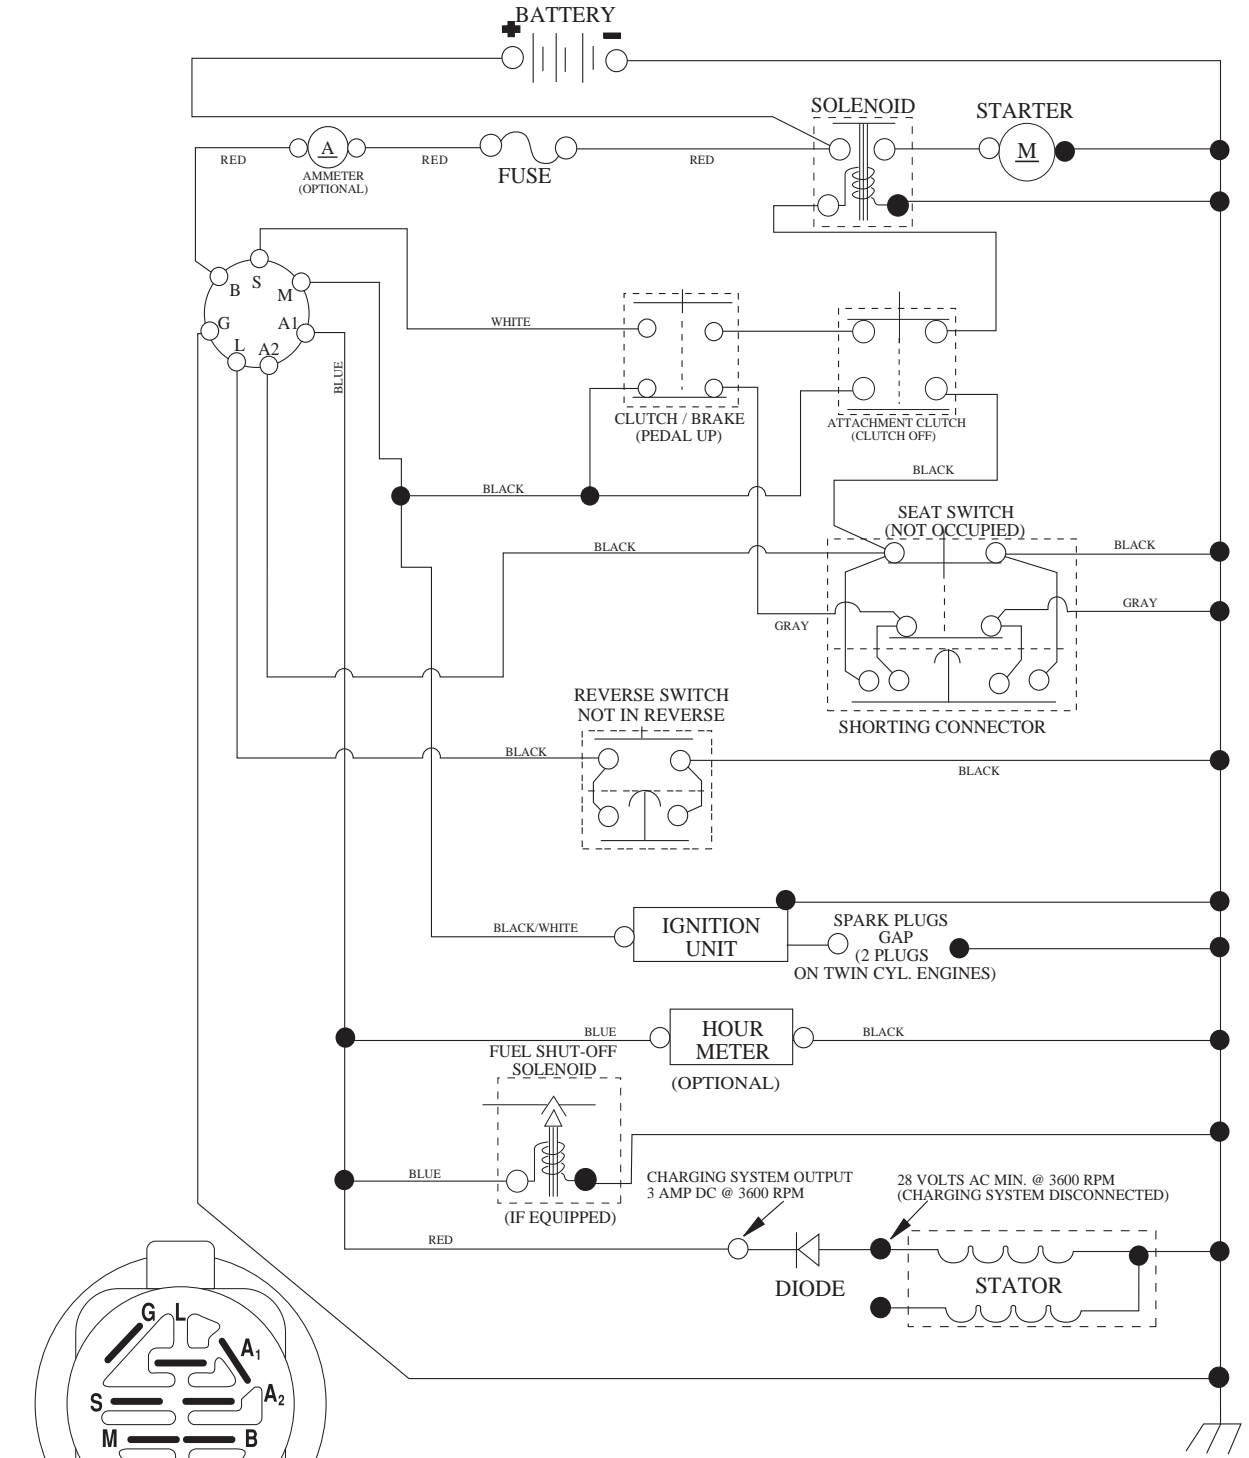 BATTERY
SOLENOID
STARTER
RED
A
RED
RED
M
AMMETER
(OPTIONAL)
FUSE
B
S
M
G
A1
L
A2
WHITE
BLUE
CLUTCH / BRAKE
(PEDAL UP)
ATTACHMENT CLUTCH
(CLUTCH OFF)
BLACK
BLACK
SEAT SWITCH
(NOT OCCUPIED)
BLACK
BLACK
GRAY
GRAY
REVERSE SWITCH
NOT IN REVERSE
SHORTING CONNECTOR
BLACK
BLACK
BLACK/WHITE
IGNITION
UNIT
SPARK PLUGS
GAP
(2 PLUGS
ON TWIN CYL. ENGINES)
BLUE
HOUR
METER
BLACK
(OPTIONAL)
FUEL SHUT-OFF
SOLENOID
BLUE
(IF EQUIPPED)
CHARGING SYSTEM OUTPUT
3 AMP DC @ 3600 RPM
28 VOLTS AC MIN. @ 3600 RPM
(CHARGING SYSTEM DISCONNECTED)
RED
DIODE
STATOR
G
L
A₁
S
A₂
M
B